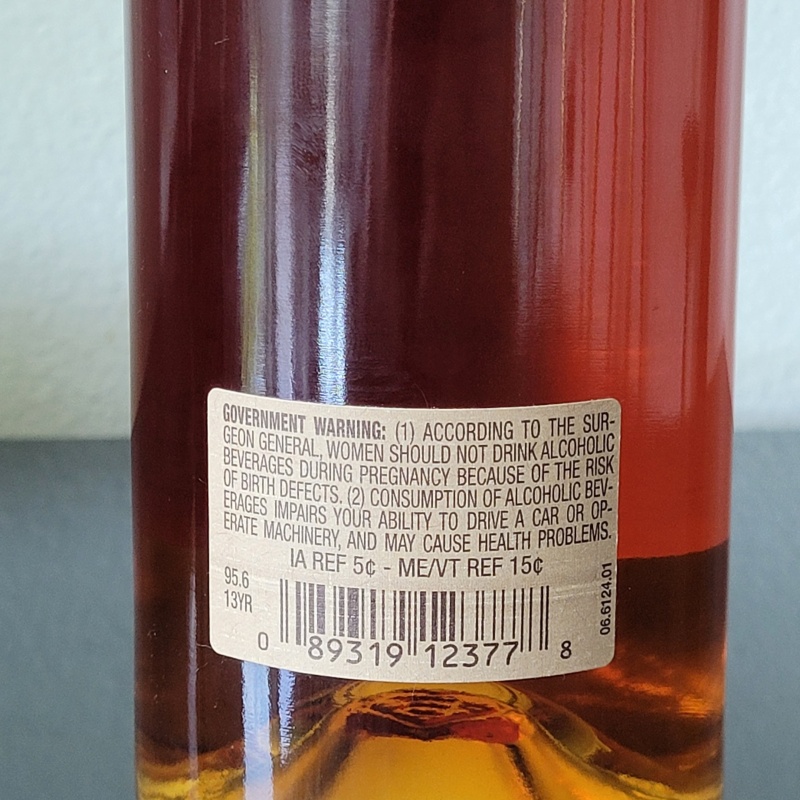 GOVERNMENT WARNING: (1) ACCORDING TO THE SUR-
GEON GENERAL, WOMEN SHOULD NOT DRINK ALCOHOLIC
BEVERAGES DURING PREGNANCY BECAUSE OF THE RISK
OF BIRTH DEFECTS. (2) CONSUMPTION OF ALCOHOLIC BEV-
ERAGES IMPAIRS YOUR ABILITY TO DRIVE A CAR OR OP-
ERATE MACHINERY, AND MAY CAUSE HEALTH PROBLEMS.
IA REF 5¢ - ME/VT REF 15¢
95.6
13YR
0 89319 12377 8
06.6124.01